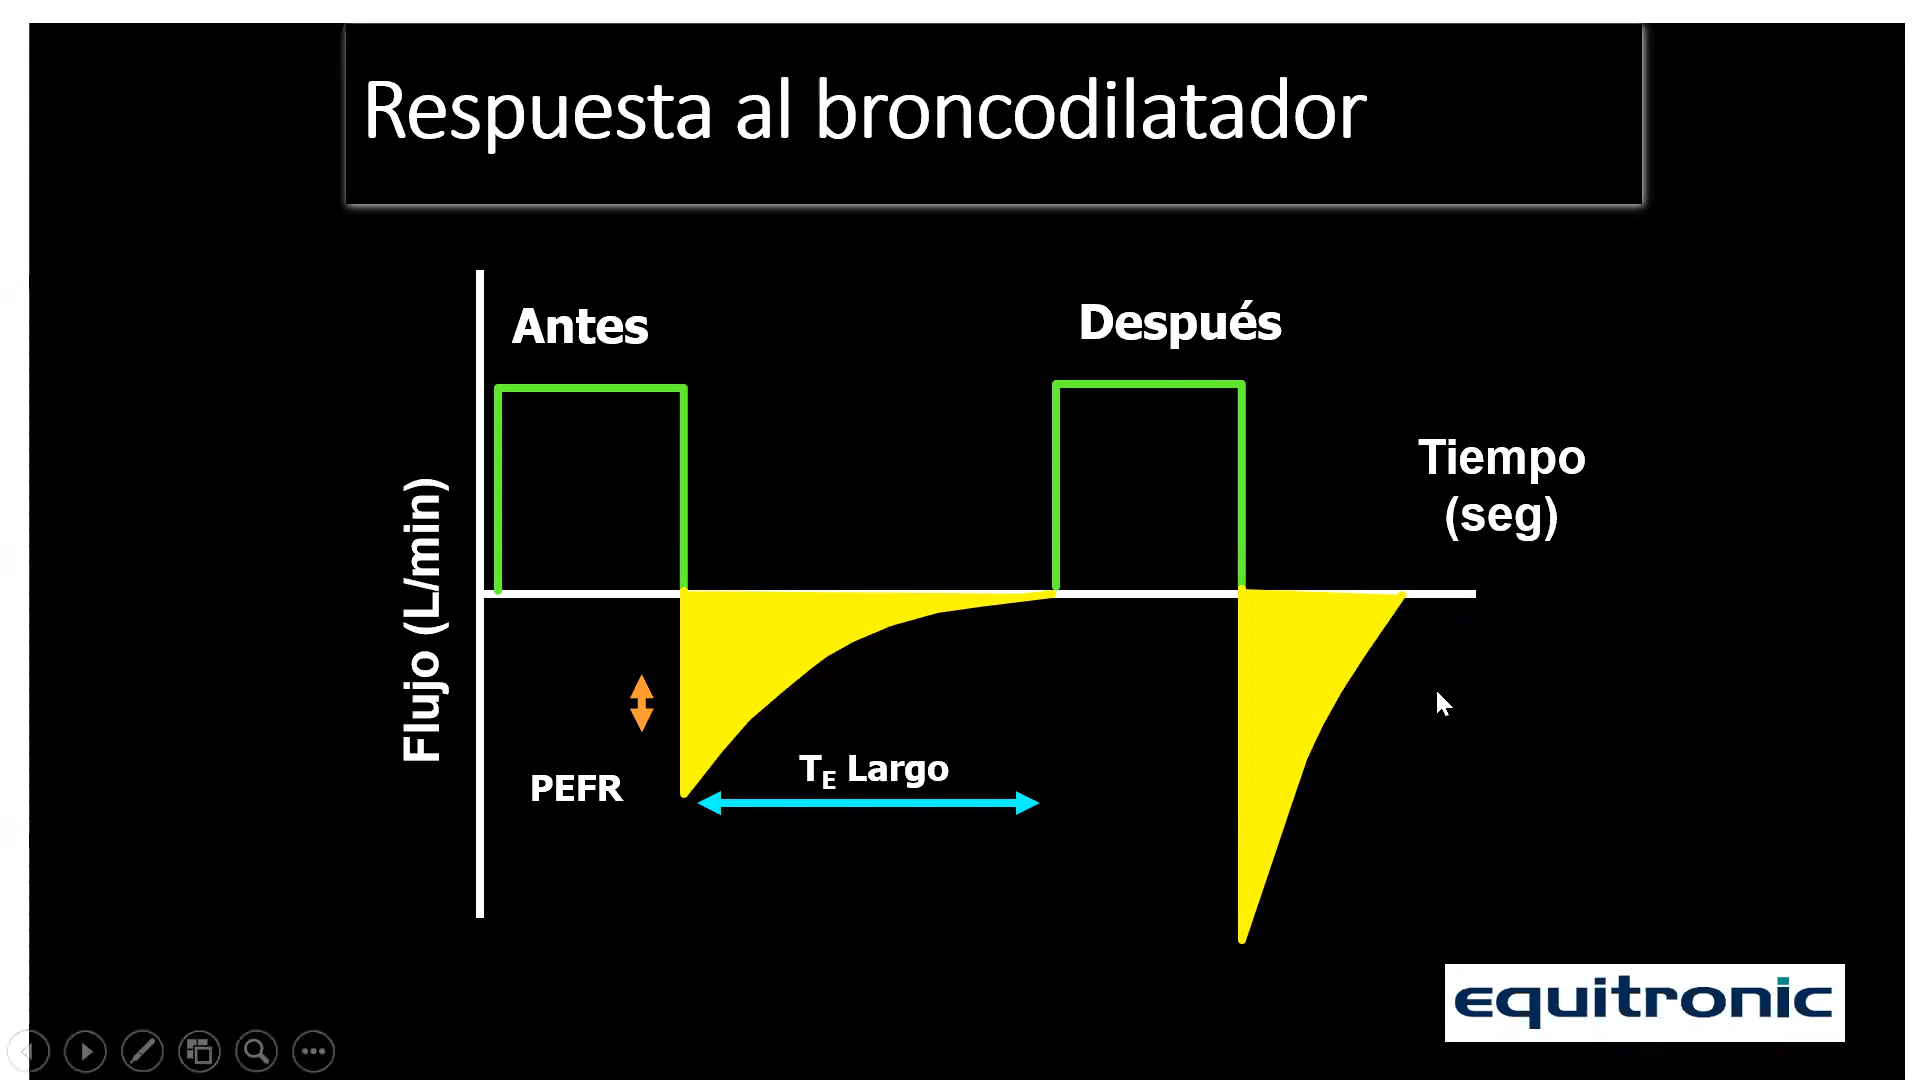 Respuesta al broncodilatador
Antes
Después
Tiempo
(seg)
Flujo (L/min)
PEFR
TE Largo
equitronic